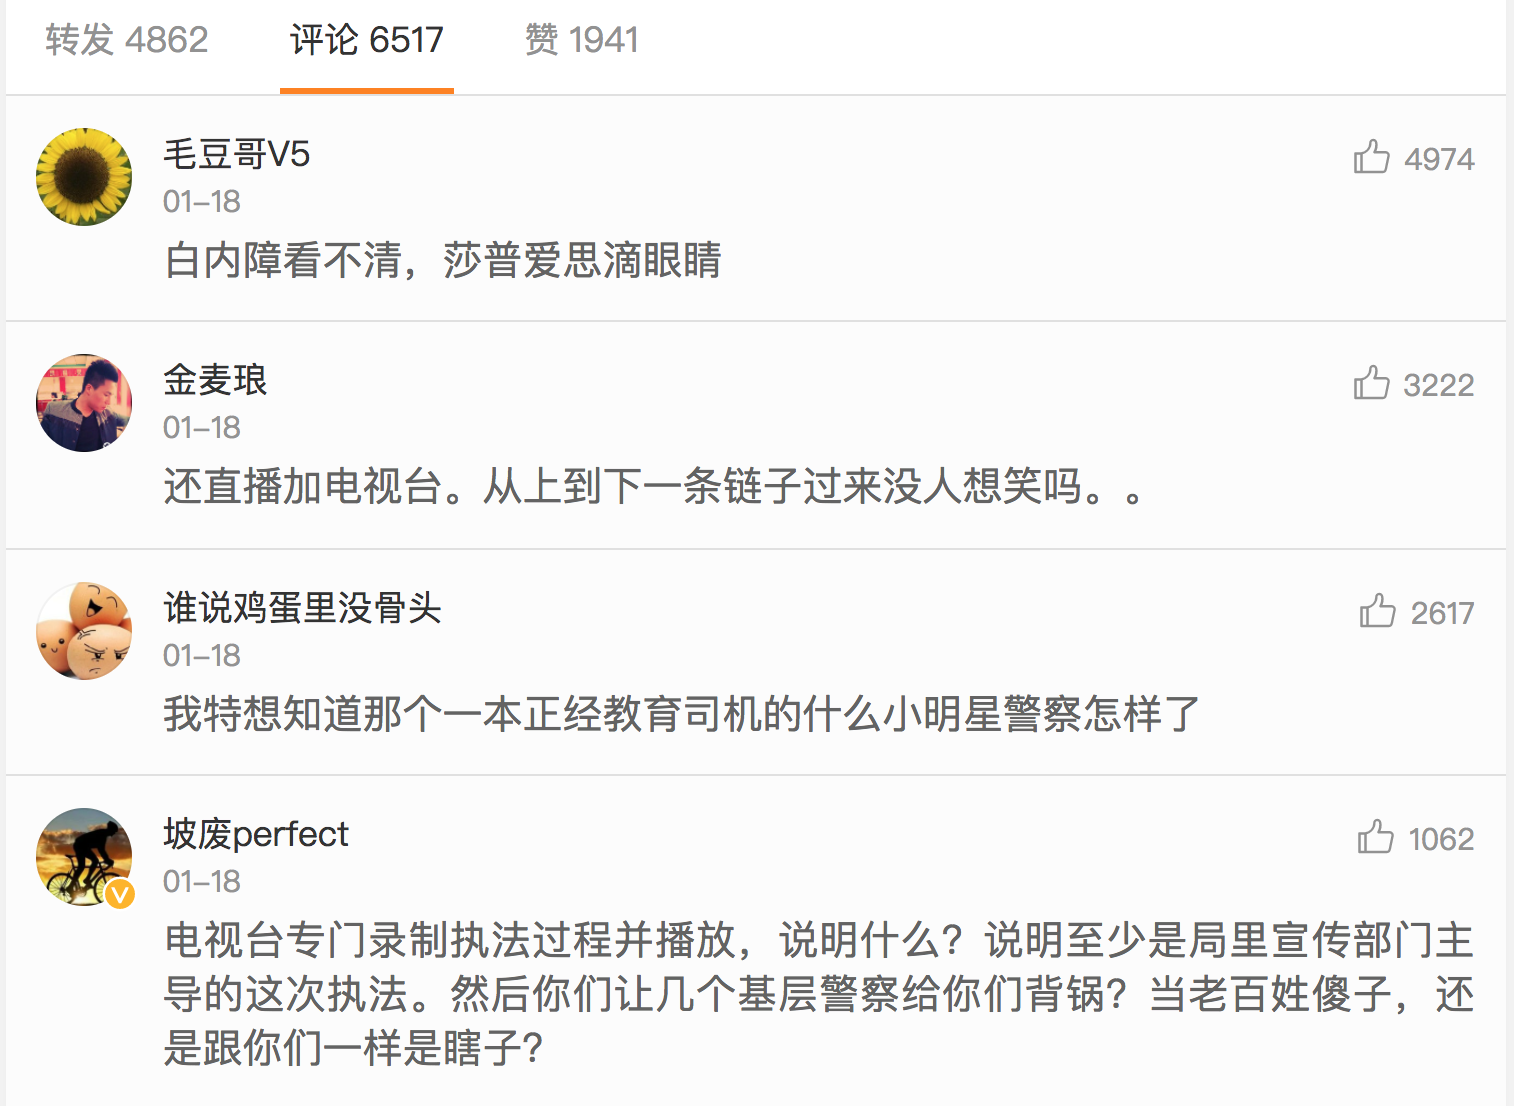 转发 4862 评论 6517 赞 1941
毛豆哥V5 4974
01-18
白内障看不清，莎普爱思滴眼睛
金麦琅 3222
01-18
还直播加电视台。从上到下一条链子过来没人想笑吗。。
谁说鸡蛋里没骨头 2617
01-18
我特想知道那个一本正经教育司机的什么小明星警察怎样了
坡废perfect 1062
01-18
电视台专门录制执法过程并播放，说明什么？说明至少是局里宣传部门主
导的这次执法。然后你们让几个基层警察给你们背锅？当老百姓傻子，还
是跟你们一样是瞎子？